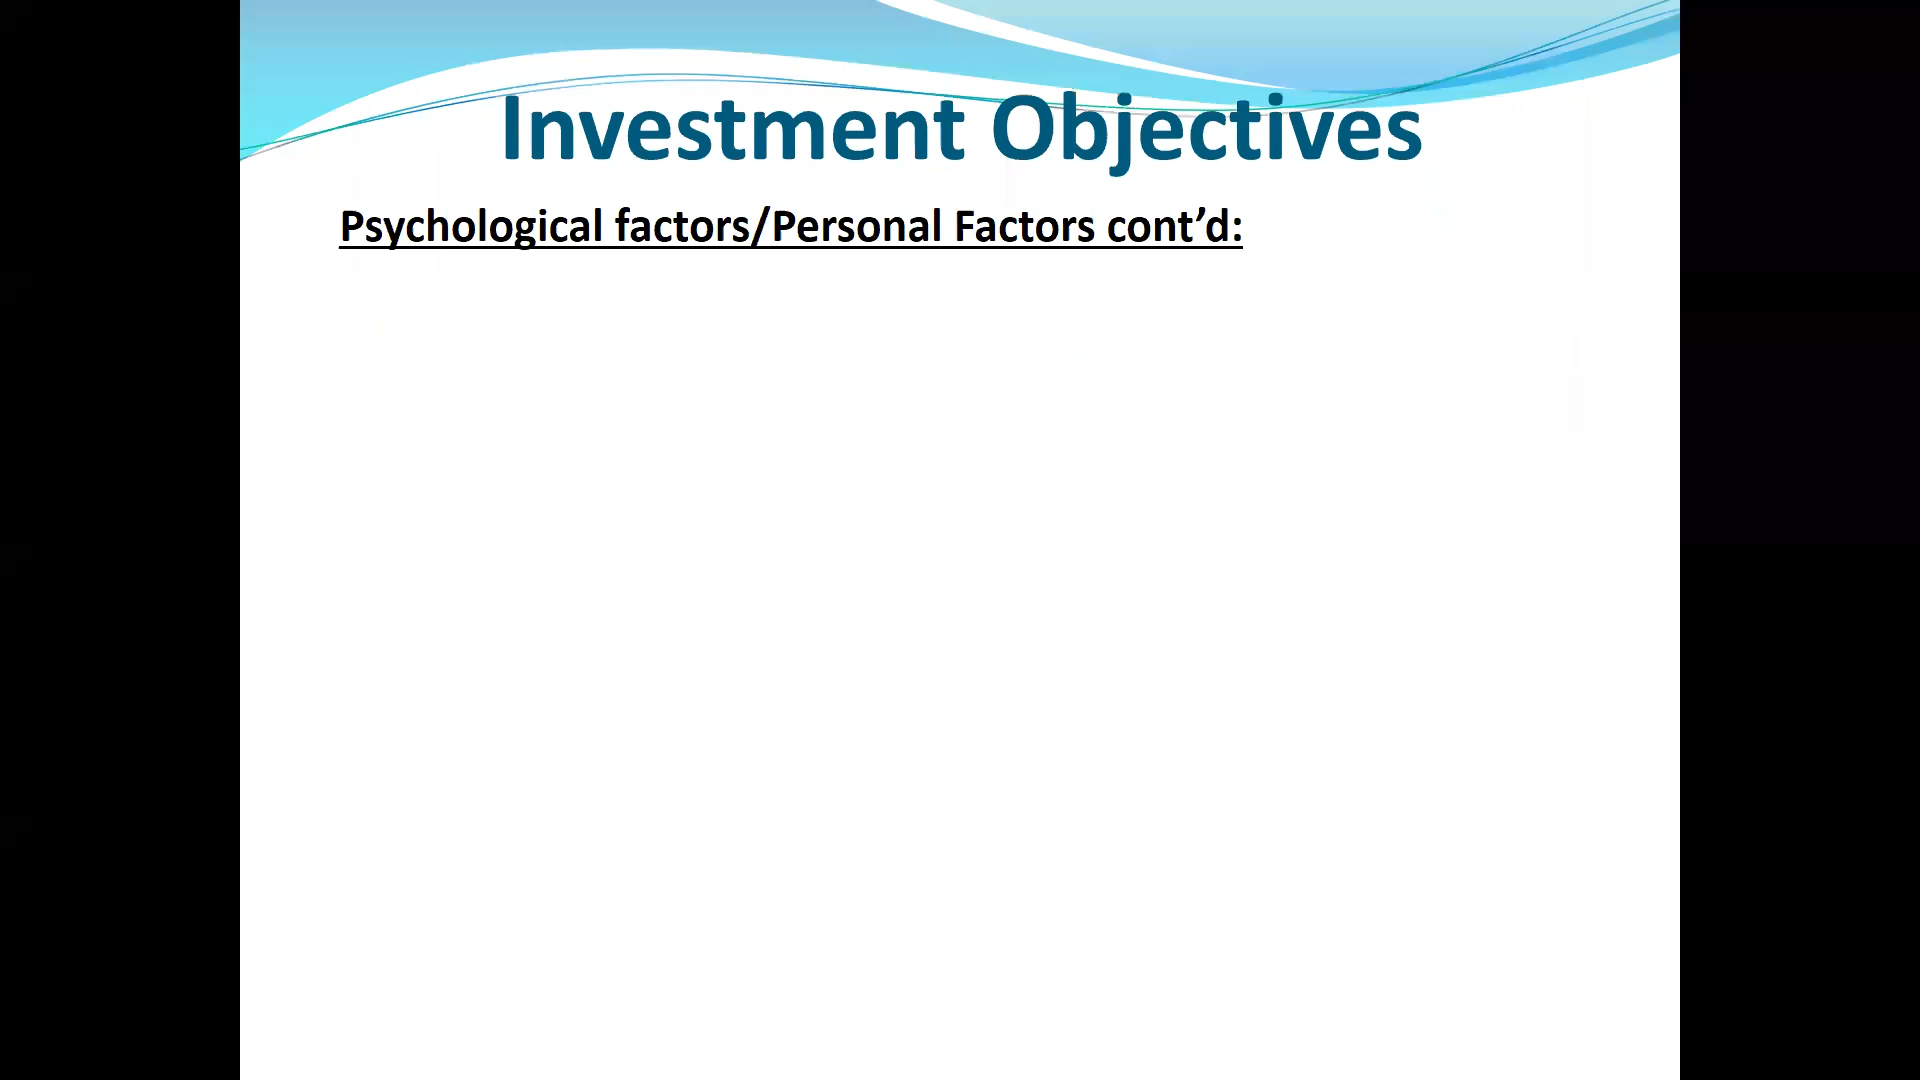 Investment Objectives
Psychological factors/Personal Factors cont’d: